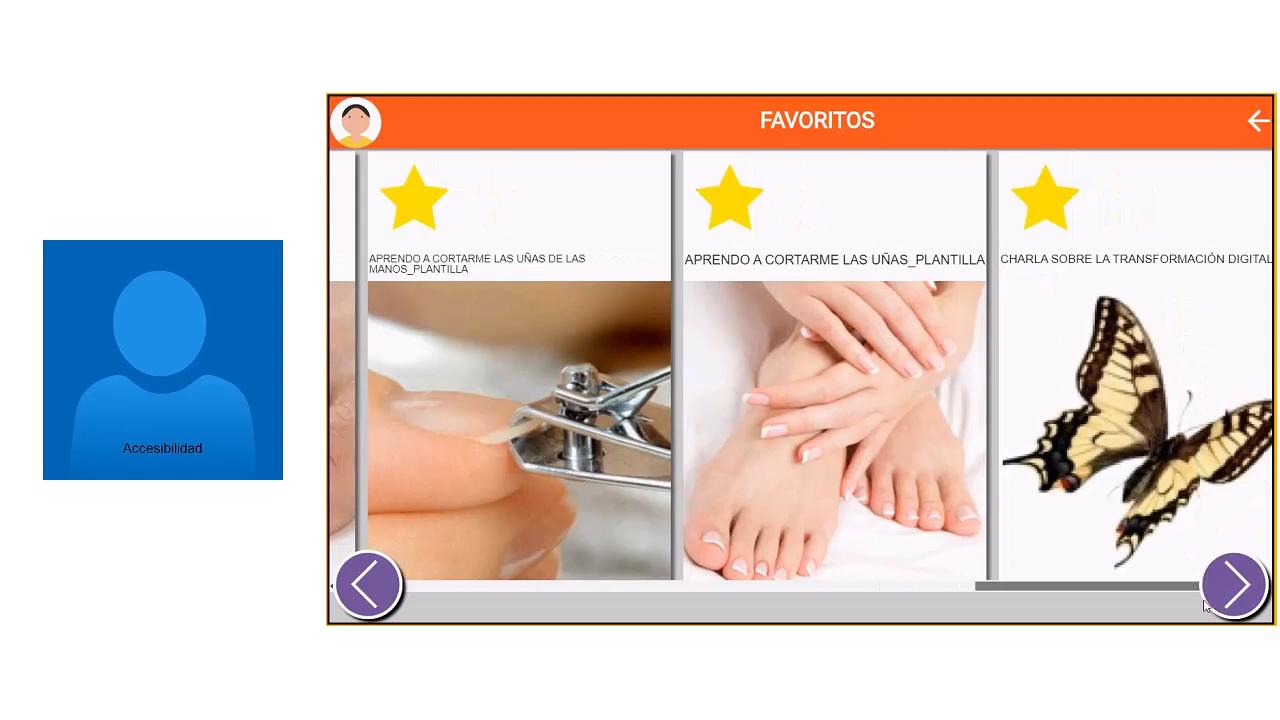 FAVORITOS
APRENDO A CORTARME LAS UÑAS DE LAS
MANOS_PLANTILLA
APRENDO A CORTARME LAS UÑAS_PLANTILLA
CHARLA SOBRE LA TRANSFORMACIÓN DIGITAL
Accesibilidad